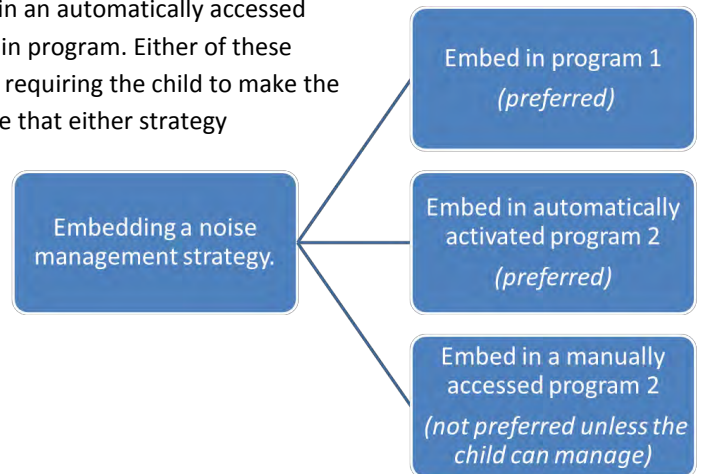 in an automatically accessed
in program. Either of these
requiring the child to make the
e that either strategy
Embedding a noise
management strategy.
Embed in program 1
(preferred)
Embed in automatically
activated program 2
(preferred)
Embed in a manually
accessed program 2
(not preferred unless the
child can manage)